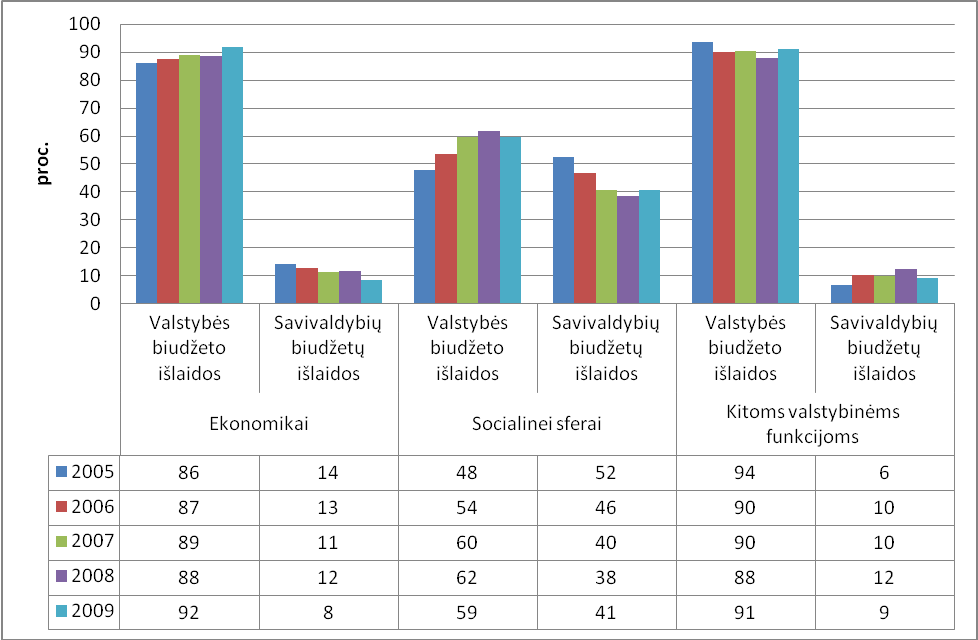 100
90
80
70
60
50
40
30
20
10
0
proc.
Valstybės biudžeto išlaidos
Savivaldybių biudžetų išlaidos
Valstybės biudžeto išlaidos
Savivaldybių biudžetų išlaidos
Valstybės biudžeto išlaidos
Savivaldybių biudžetų išlaidos
Ekonomikai
Socialinei sferai
Kitoms valstybinėms funkcijoms
2005 86 14 48 52 94 6
2006 87 13 54 46 90 10
2007 89 11 60 40 90 10
2008 88 12 62 38 88 12
2009 92 8 59 41 91 9